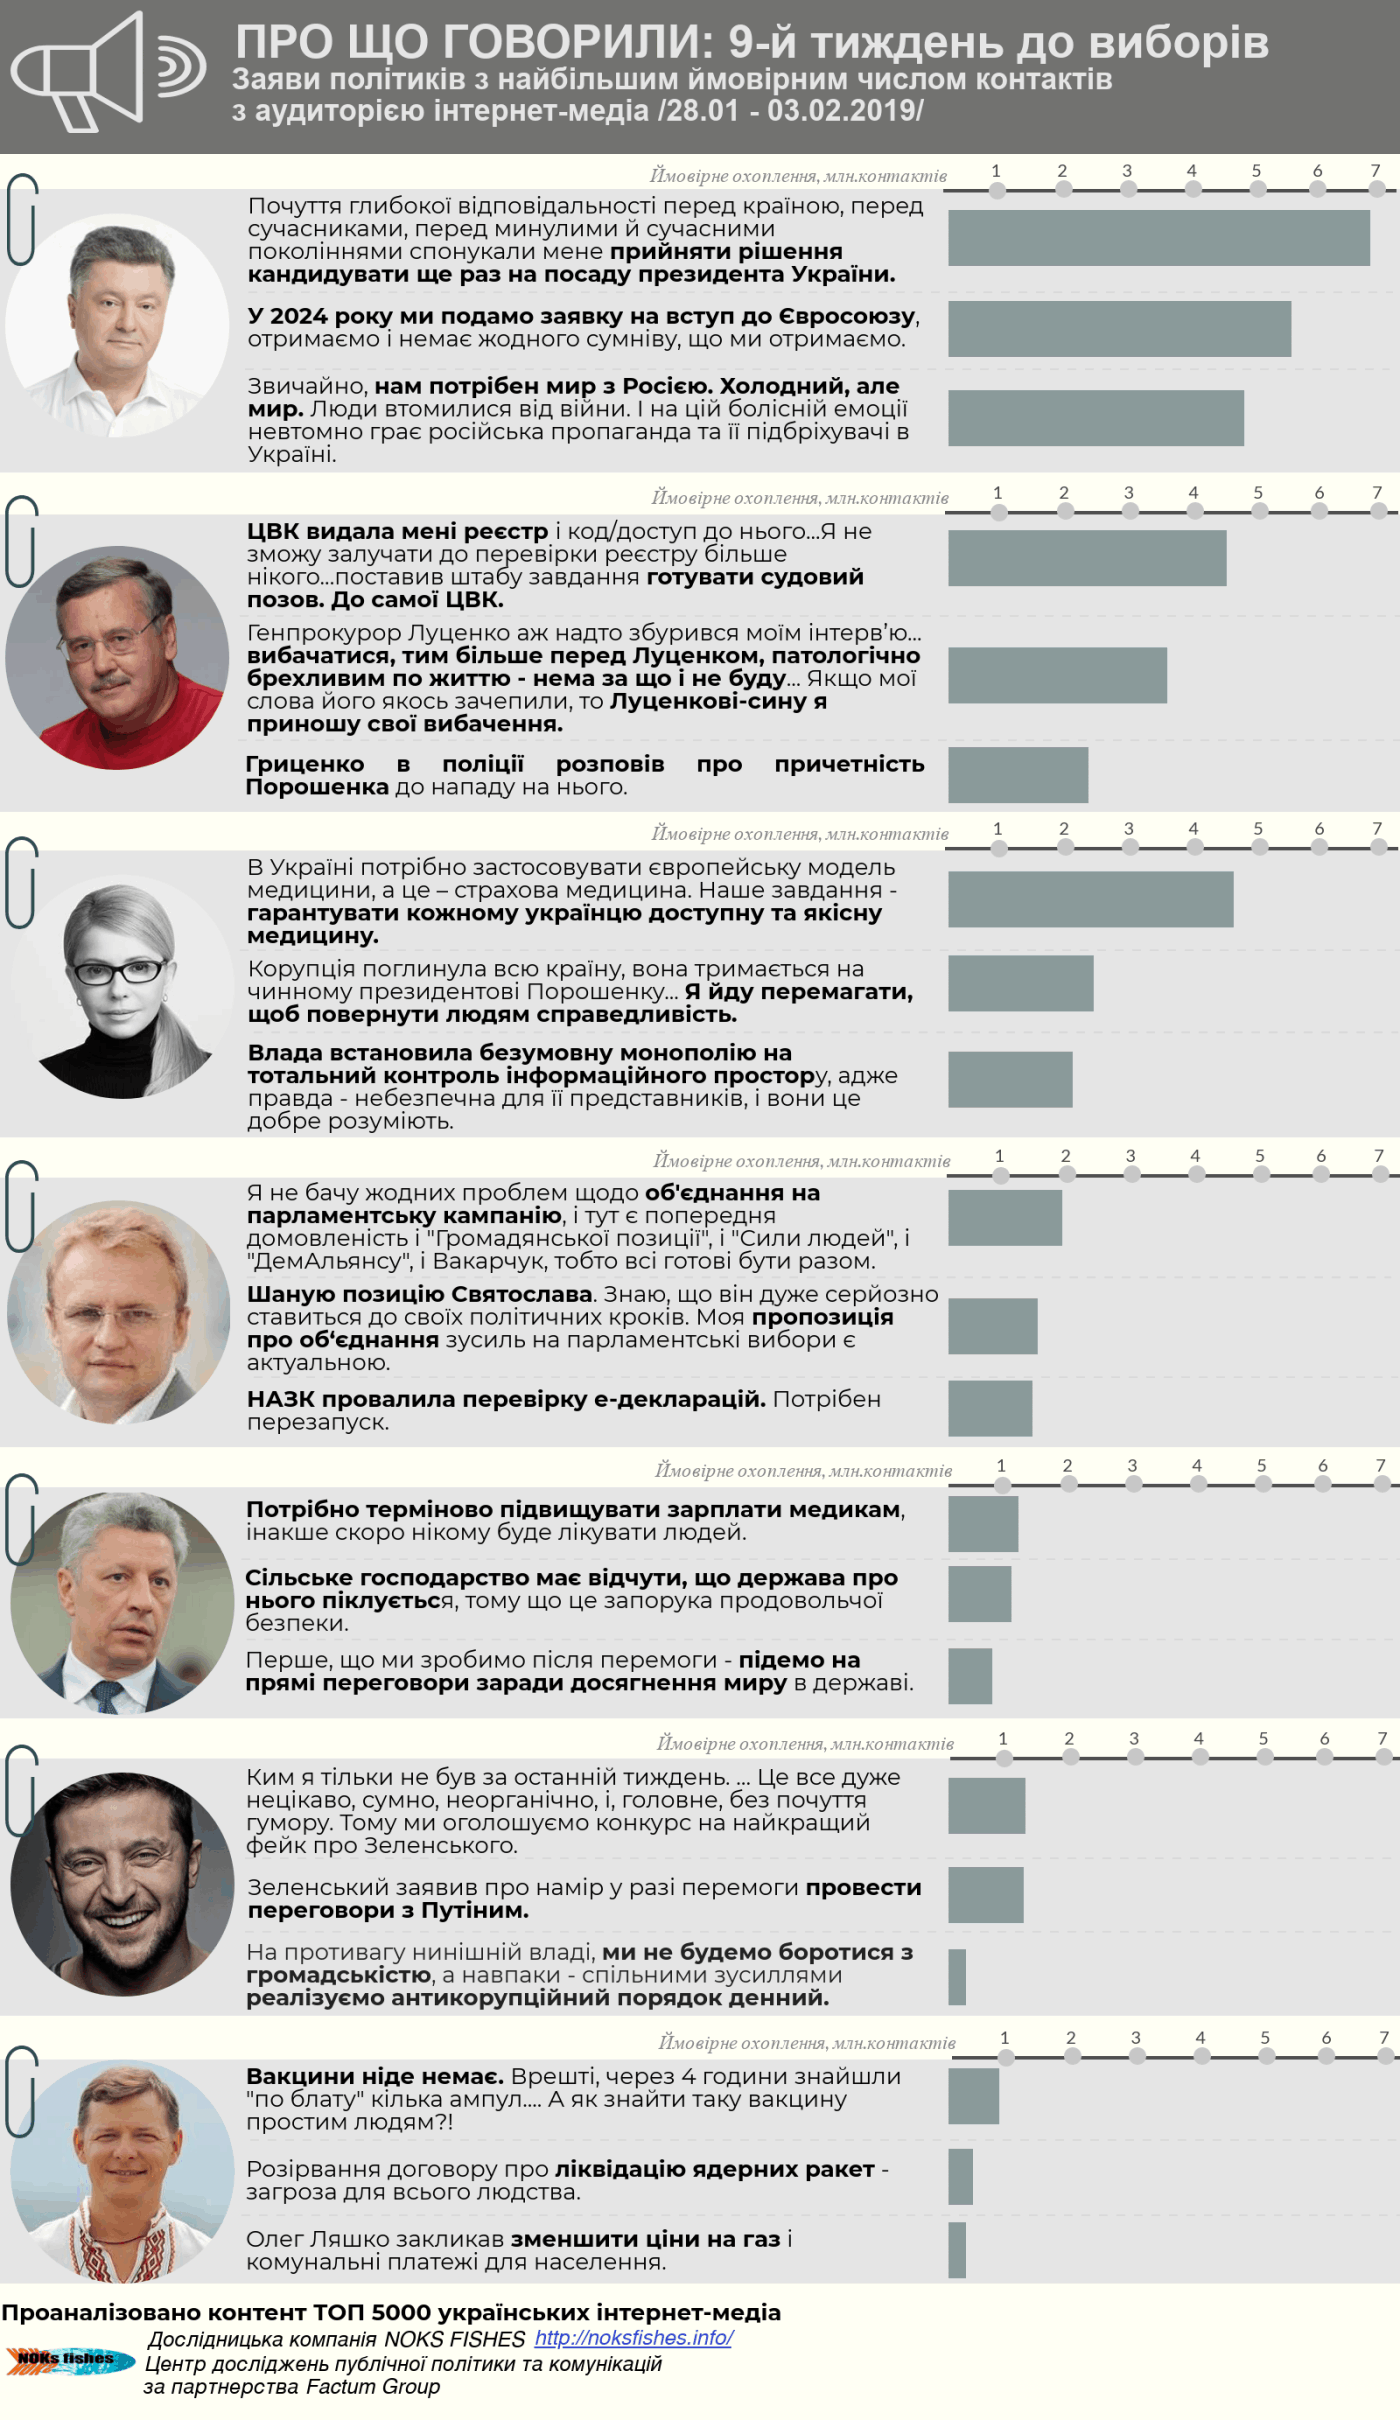 ПРО ЩО ГОВОРИЛИ: 9-й тиждень до виборів
Заяви політиків з найбільшим ймовірним числом контактів
з аудиторією інтернет-медіа /28.01 - 03.02.2019/
Ймовірне охоплення, млн.контактів 1 2 3 4 5 6 7
Почуття глибокої відповідальності перед країною, перед
сучасниками, перед минулими й сучасними
поколіннями спонукали мене прийняти рішення
кандидувати ще раз на посаду президента України.
У 2024 року ми подамо заявку на вступ до Євросоюзу,
отримаємо і немає жодного сумніву, що ми отримаємо.
Звичайно, нам потрібен мир з Росією. Холодний, але
мир. Люди втомилися від війни. І на цій болісній емоції
невтомно грає російська пропаганда та її підбріхувачі в
Україні.
Ймовірне охоплення, млн.контактів 1 2 3 4 5 6 7
ЦВК видала мені реєстр і код/доступ до нього...Я не
зможу залучати до перевірки реєстру більше
нікого...поставив штабу завдання готувати судовий
позов. До самої ЦВК.
Генпрокурор Луценко аж надто збурився моїм інтерв’ю...
вибачатися, тим більше перед Луценком, патологічно
брехливим по життю - нема за що і не буду... Якщо мої
слова його якось зачепили, то Луценкові-сину я
приношу свої вибачення.
Гриценко в поліції розповів про причетність
Порошенка до нападу на нього.
Ймовірне охоплення, млн.контактів 1 2 3 4 5 6 7
В Україні потрібно застосовувати європейську модель
медицини, а це – страхова медицина. Наше завдання -
гарантувати кожному українцю доступну та якісну
медицину.
Корупція поглинула всю країну, вона тримається на
чинному президентові Порошенку... Я йду перемагати,
щоб повернути людям справедливість.
Влада встановила безумовну монополію на
тотальний контроль інформаційного простору, адже
правда - небезпечна для її представників, і вони це
добре розуміють.
Ймовірне охоплення, млн.контактів 1 2 3 4 5 6 7
Я не бачу жодних проблем щодо об'єднання на
парламентську кампанію, і тут є попередня
домовленість і "Громадянської позиції", і "Сили людей", і
"ДемАльянсу", і Вакарчук, тобто всі готові бути разом.
Шаную позицію Святослава. Знаю, що він дуже серйозно
ставиться до своїх політичних кроків. Моя пропозиція
про об‘єднання зусиль на парламентські вибори є
актуальною.
НАЗК провалила перевірку е-декларацій. Потрібен
перезапуск.
Ймовірне охоплення, млн.контактів 1 2 3 4 5 6 7
Потрібно терміново підвищувати зарплати медикам,
інакше скоро нікому буде лікувати людей.
Сільське господарство має відчути, що держава про
нього піклується, тому що це запорука продовольчої
безпеки.
Перше, що ми зробимо після перемоги - підемо на
прямі переговори заради досягнення миру в державі.
Ймовірне охоплення, млн.контактів 1 2 3 4 5 6 7
Ким я тільки не був за останній тиждень. ... Це все дуже
нецікаво, сумно, неорганічно, і, головне, без почуття
гумору. Тому ми оголошуємо конкурс на найкращий
фейк про Зеленського.
Зеленський заявив про намір у разі перемоги провести
переговори з Путіним.
На противагу нинішній владі, ми не будемо боротися з
громадськістю, а навпаки - спільними зусиллями
реалізуємо антикорупційний порядок денний.
Ймовірне охоплення, млн.контактів 1 2 3 4 5 6 7
Вакцини ніде немає. Врешті, через 4 години знайшли
"по блату" кілька ампул.... А як знайти таку вакцину
простим людям?!
Розірвання договору про ліквідацію ядерних ракет -
загроза для всього людства.
Олег Ляшко закликав зменшити ціни на газ і
комунальні платежі для населення.
Проаналізовано контент ТОП 5000 українських інтернет-медіа
Дослідницька компанія NOKS FISHES http://noksfishes.info/
NOKs fishes
Центр досліджень публічної політики та комунікацій
за партнерства Factum Group